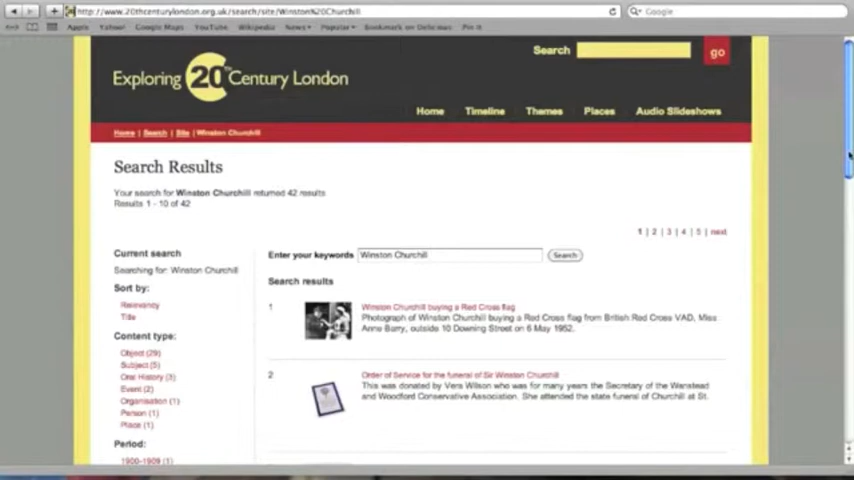 http://www.20thcenturylondon.org.uk/search/site/Winston%20Churchill
Google
Apple Yahoo! Google Maps YouTube Wikipedia News Popular Bookmark on Delicious Pin It
Search go
Exploring 20th Century London
Home Timeline Themes Places Audio Slideshows
Home | Search | Site | Winston Churchill
Search Results
Your search for Winston Churchill returned 42 results
Results 1 - 10 of 42
1 | 2 | 3 | 4 | 5 | next
Current search
Searching for: Winston Churchill
Sort by:
Relevancy
Title
Content type:
Object (29)
Subject (5)
Oral History (3)
Event (2)
Organisation (1)
Person (1)
Place (1)
Period:
1900-1909 (1)
Enter your keywords Winston Churchill Search
Search results
1
Winston Churchill buying a Red Cross flag
Photograph of Winston Churchill buying a Red Cross flag from British Red Cross VAD, Miss
Anne Barry, outside 10 Downing Street on 6 May 1952.
2
Order of Service for the funeral of Sir Winston Churchill
This was donated by Vera Wilson who was for many years the Secretary of the Wanstead
and Woodford Conservative Association. She attended the state funeral of Churchill at St.